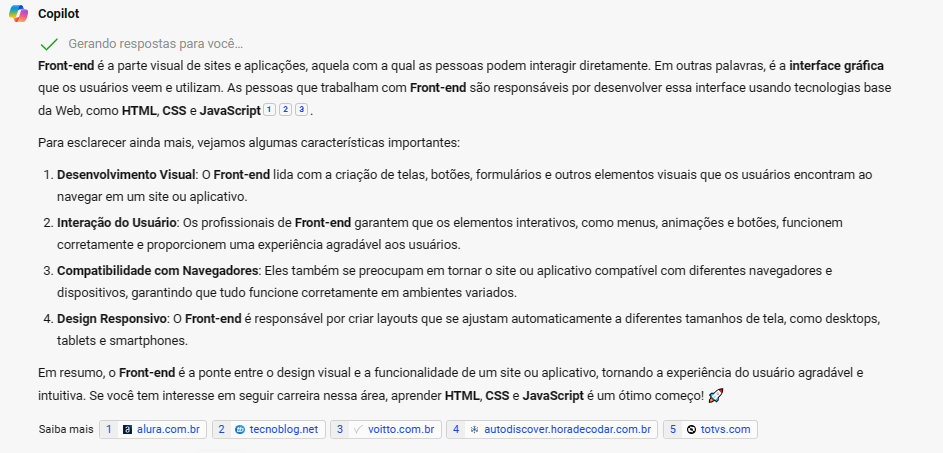 Copilot
Gerando respostas para você...
Front-end é a parte visual de sites e aplicações, aquela com a qual as pessoas podem interagir diretamente. Em outras palavras, é a interface gráfica
que os usuários veem e utilizam. As pessoas que trabalham com Front-end são responsáveis por desenvolver essa interface usando tecnologias base
da Web, como HTML, CSS e JavaScript 1 2 3 .
Para esclarecer ainda mais, vejamos algumas características importantes:
1. Desenvolvimento Visual: O Front-end lida com a criação de telas, botões, formulários e outros elementos visuais que os usuários encontram ao
navegar em um site ou aplicativo.
2. Interação do Usuário: Os profissionais de Front-end garantem que os elementos interativos, como menus, animações e botões, funcionem
corretamente e proporcionem uma experiência agradável aos usuários.
3. Compatibilidade com Navegadores: Eles também se preocupam em tornar o site ou aplicativo compatível com diferentes navegadores e
dispositivos, garantindo que tudo funcione corretamente em ambientes variados.
4. Design Responsivo: O Front-end é responsável por criar layouts que se ajustam automaticamente a diferentes tamanhos de tela, como desktops,
tablets e smartphones.
Em resumo, o Front-end é a ponte entre o design visual e a funcionalidade de um site ou aplicativo, tornando a experiência do usuário agradável e
intuitiva. Se você tem interesse em seguir carreira nessa área, aprender HTML, CSS e JavaScript é um ótimo começo! 🚀
Saiba mais 1 alura.com.br 2 tecnoblog.net 3 voitto.com.br 4 autodiscover.horadecodar.com.br 5 totvs.com